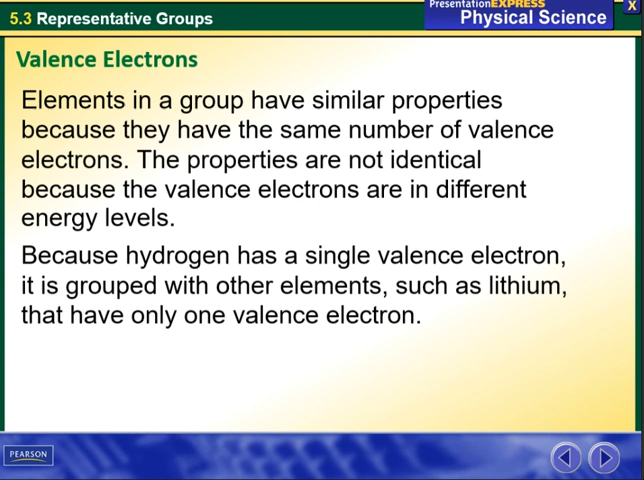 5.3 Representative Groups
PresentationEXPRESS
Physical Science
X
Valence Electrons
Elements in a group have similar properties
because they have the same number of valence
electrons. The properties are not identical
because the valence electrons are in different
energy levels.
Because hydrogen has a single valence electron,
it is grouped with other elements, such as lithium,
that have only one valence electron.
PEARSON